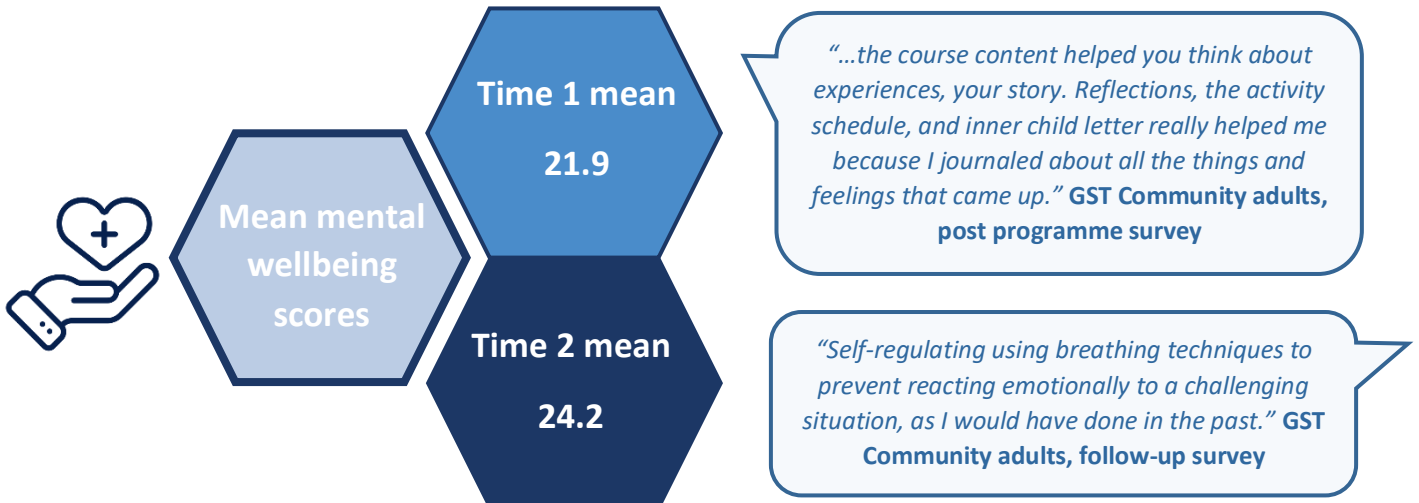 Mean mental
wellbeing
scores
Time 1 mean
21.9
Time 2 mean
24.2
“…the course content helped you think about
experiences, your story. Reflections, the activity
schedule, and inner child letter really helped me
because I journaled about all the things and
feelings that came up.” GST Community adults,
post programme survey
“Self-regulating using breathing techniques to
prevent reacting emotionally to a challenging
situation, as I would have done in the past.” GST
Community adults, follow-up survey